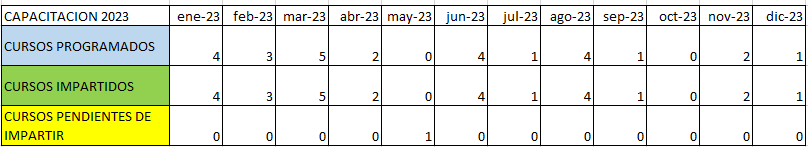 CAPACITACION 2023 ene-23 feb-23 mar-23 abr-23 may-23 jun-23 jul-23 ago-23 sep-23 oct-23 nov-23 dic-23
CURSOS PROGRAMADOS 4 3 5 2 0 4 1 4 1 0 2 1
CURSOS IMPARTIDOS 4 3 5 2 0 4 1 4 1 0 2 1
CURSOS PENDIENTES DE
IMPARTIR 0 0 0 0 1 0 0 0 0 0 0 0